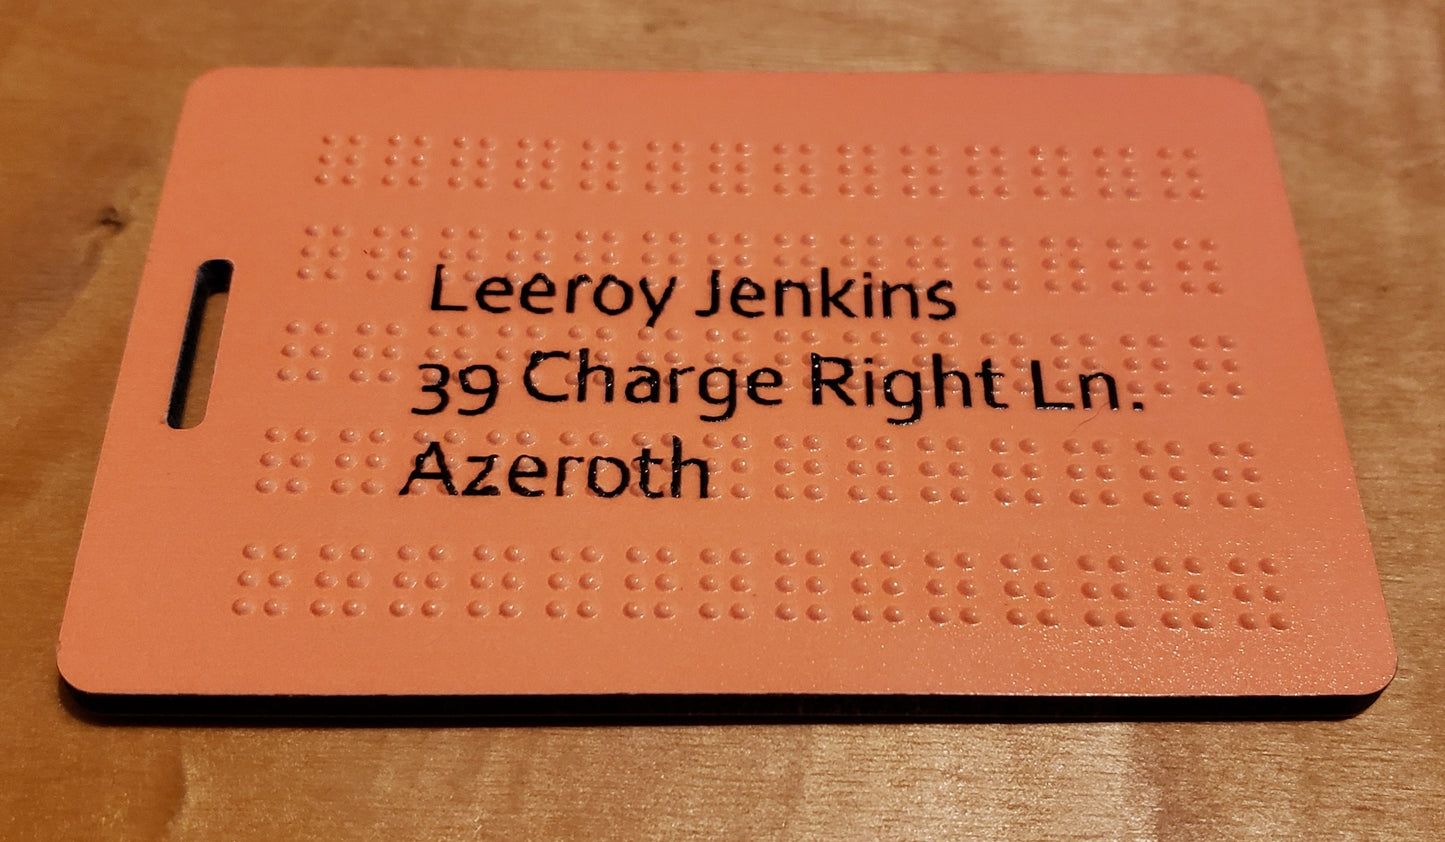 Leeroy Jenkins
39 Charge Right Ln.
Azeroth